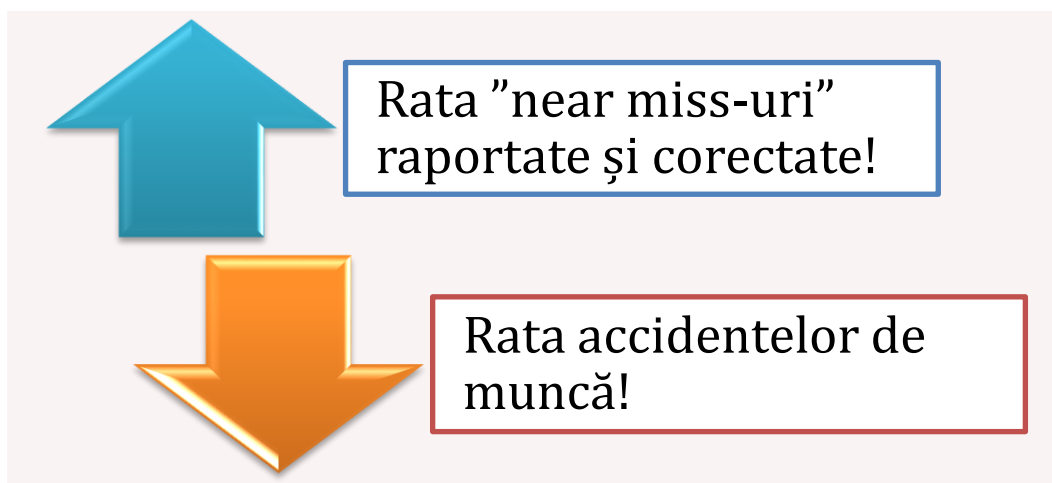 Rata ”near miss-uri”
raportate și corectate!
Rata accidentelor de
muncă!